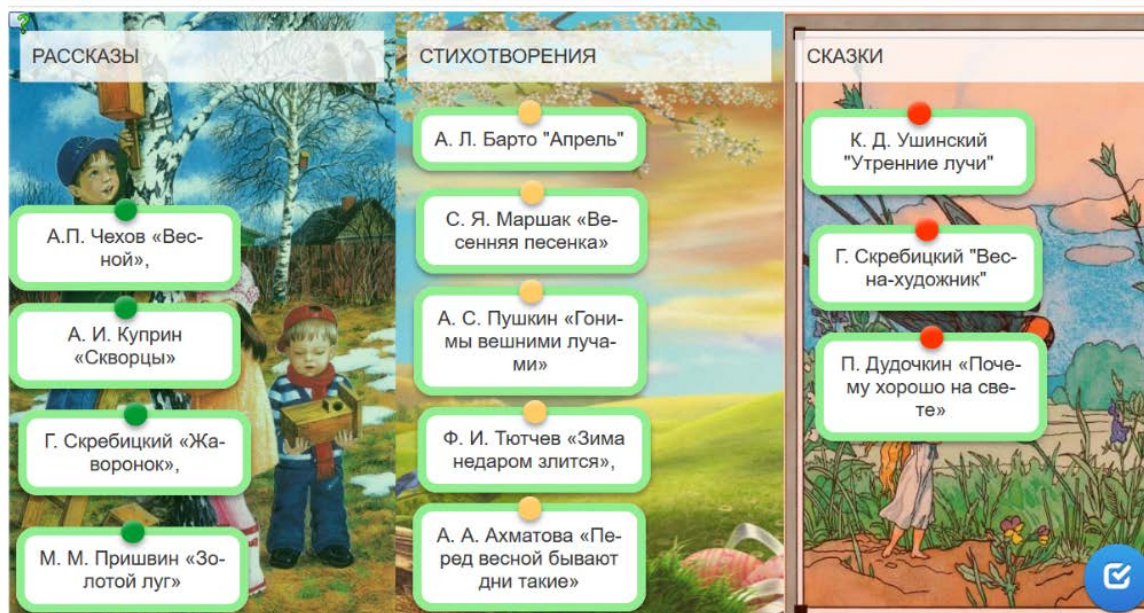 РАССКАЗЫ
А.П. Чехов «Вес-
ной»,
А. И. Куприн
«Скворцы»
Г. Скребицкий «Жа-
воронок»,
М. М. Пришвин «Зо-
лотой луг»
СТИХОТВОРЕНИЯ
А. Л. Барто "Апрель"
С. Я. Маршак «Ве-
сенняя песенка»
А. С. Пушкин «Гони-
мы вешними луча-
ми»
Ф. И. Тютчев «Зима
недаром злится»,
А. А. Ахматова «Пе-
ред весной бывают
дни такие»
СКАЗКИ
К. Д. Ушинский
"Утренние лучи"
Г. Скребицкий "Вес-
на-художник"
П. Дудочкин «Поче-
му хорошо на све-
те»